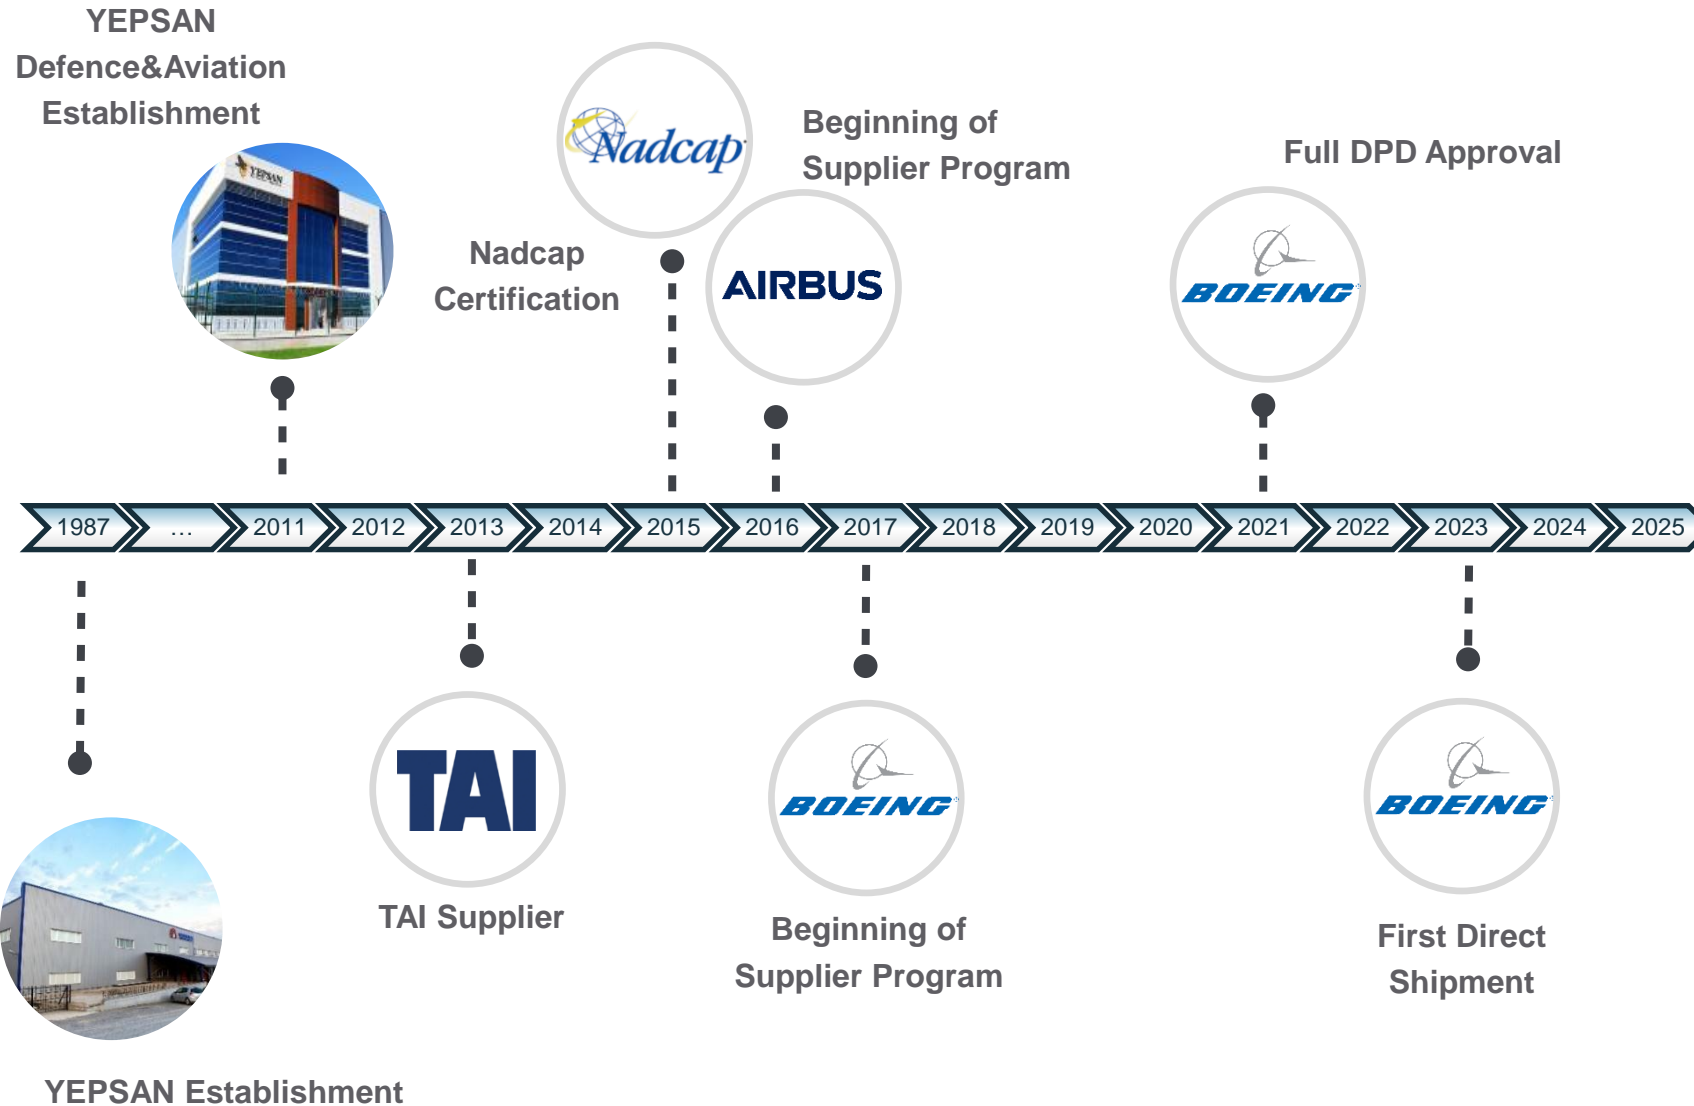 YEPSAN
Defence&Aviation
Establishment
YEPSAN
Nadcap
Nadcap
Certification
Beginning of
Supplier Program
AIRBUS
Full DPD Approval
BOEING
1987
...
2011
2012
2013
2014
2015
2016
2017
2018
2019
2020
2021
2022
2023
2024
2025
TAI
TAI Supplier
BOEING
Beginning of
Supplier Program
BOEING
First Direct
Shipment
YEPSAN Establishment